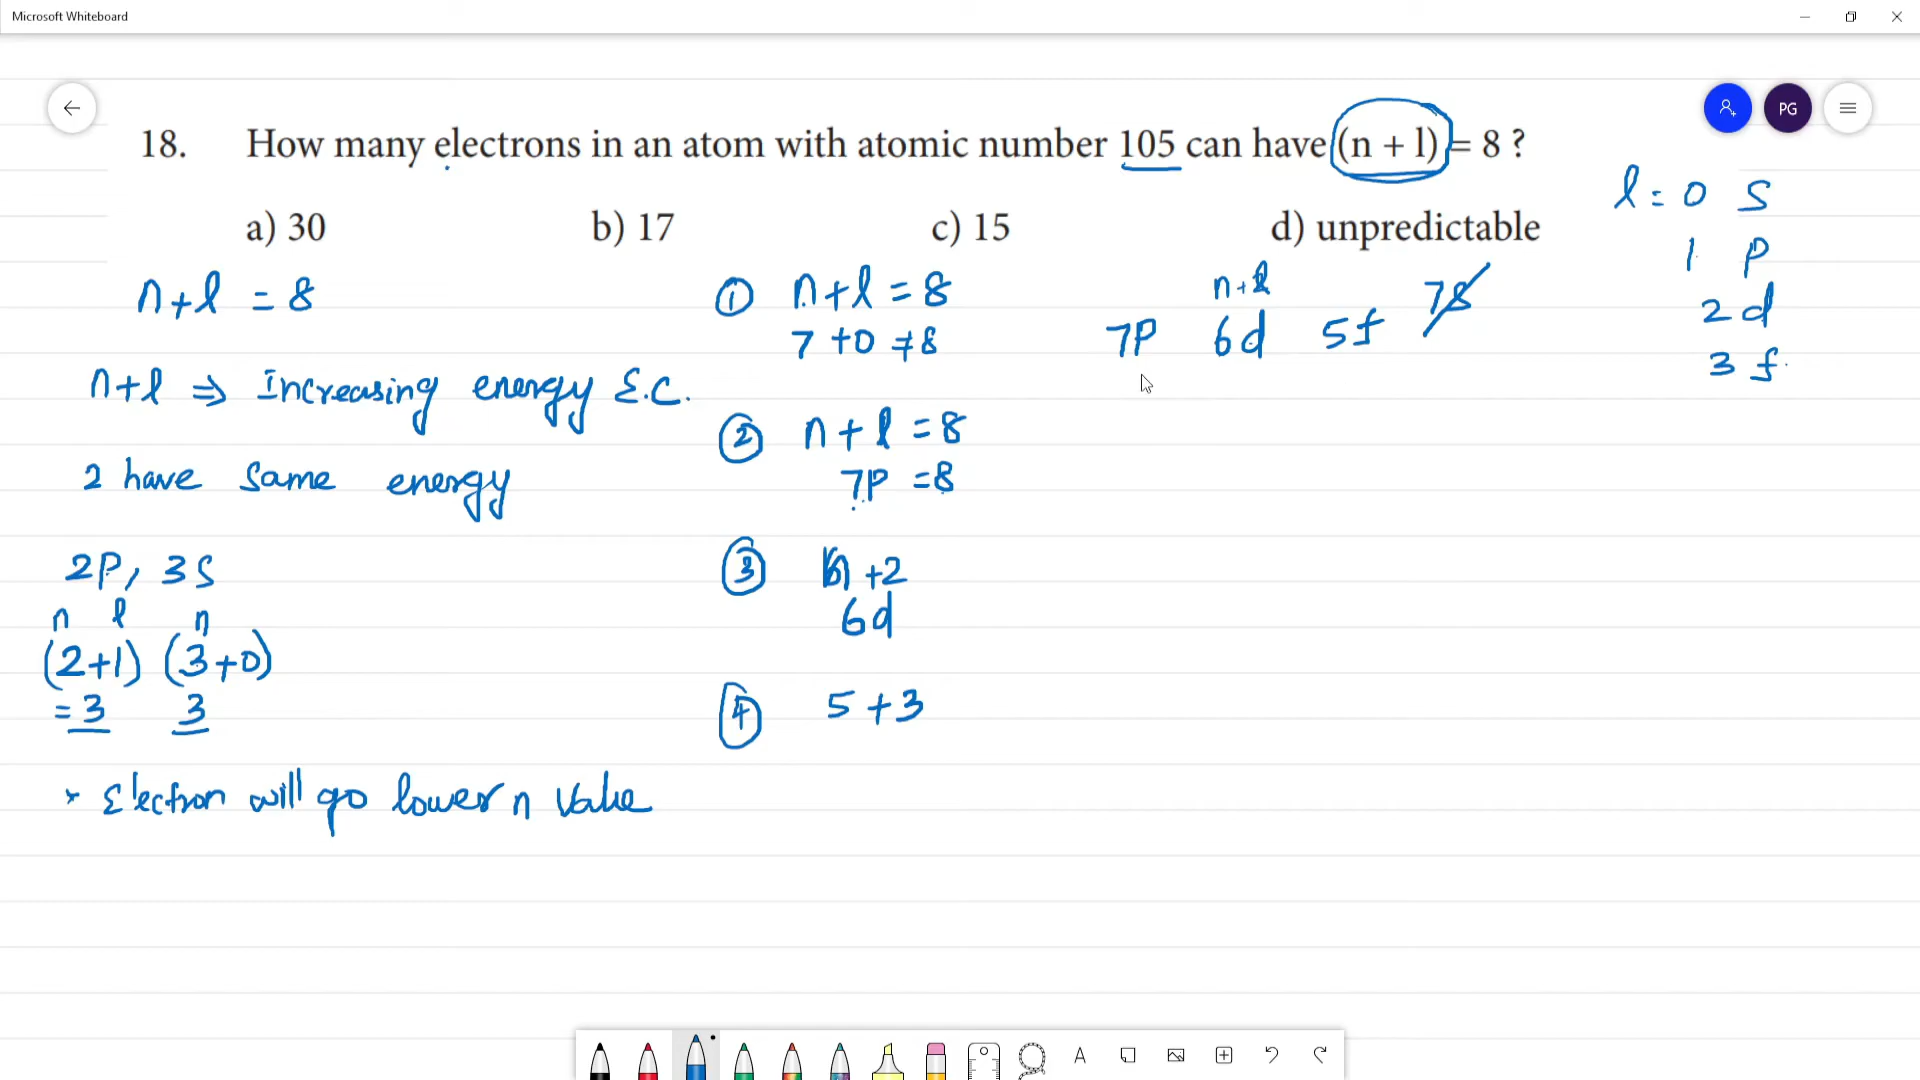 Microsoft Whiteboard
PG
18. How many electrons in an atom with atomic number 105 can have (n + l) = 8 ?
a) 30 b) 17 c) 15 d) unpredictable
l = 0 s
1 p
2 d
3 f
n+l = 8
n+l ⇒ Increasing energy E.C.
2 have same energy
2P, 3S
n l n
(2+1) (3+0)
= 3 3
* Electron will go lower n value
① n+l = 8
7 +0 ≠ 8
② n + l = 8
7P = 8
③ 6 +2
6d
④ 5 + 3
n+l
7P 6d 5f 7s
A